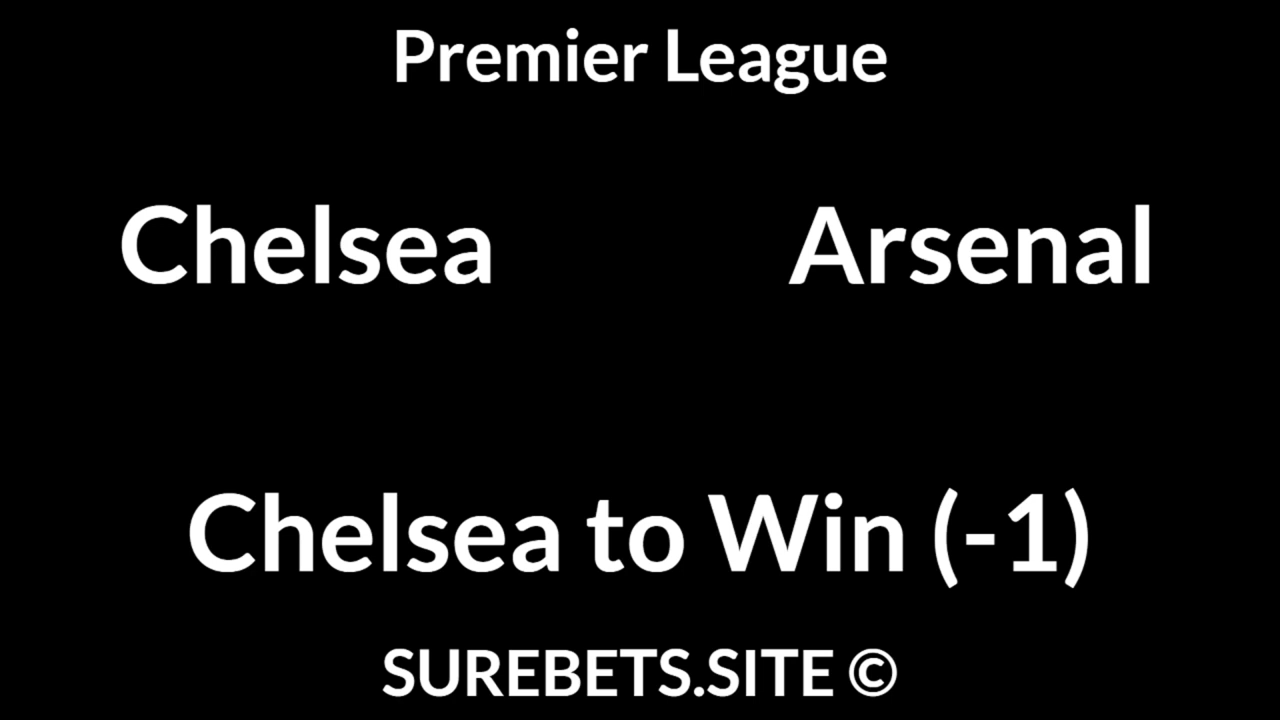 Premier League
Chelsea Arsenal
Chelsea to Win (-1)
SUREBETS.SITE ©